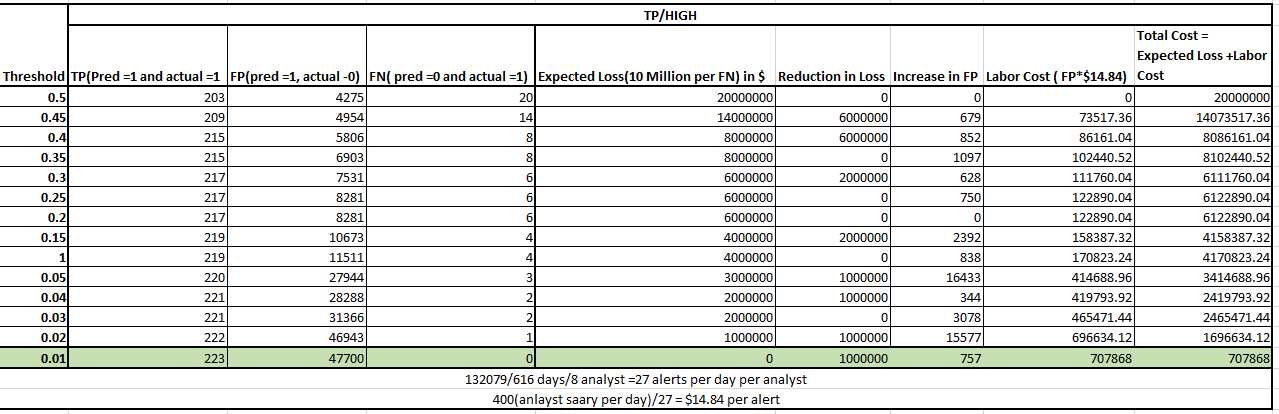 TP/HIGH
Threshold TP(Pred =1 and actual =1 FP(pred =1, actual -0) FN( pred =0 and actual =1) Expected Loss(10 Million per FN) in $ Reduction in Loss Increase in FP Labor Cost ( FP*$14.84) Total Cost = Expected Loss +Labor Cost
0.5 203 4275 20 20000000 0 0 0 20000000
0.45 209 4954 14 14000000 6000000 679 73517.36 14073517.36
0.4 215 5806 8 8000000 6000000 852 86161.04 8086161.04
0.35 215 6903 8 8000000 0 1097 102440.52 8102440.52
0.3 217 7531 6 6000000 2000000 628 111760.04 6111760.04
0.25 217 8281 6 6000000 0 750 122890.04 6122890.04
0.2 217 8281 6 6000000 0 0 122890.04 6122890.04
0.15 219 10673 4 4000000 2000000 2392 158387.32 4158387.32
1 219 11511 4 4000000 0 838 170823.24 4170823.24
0.05 220 27944 3 3000000 1000000 16433 414688.96 3414688.96
0.04 221 28288 2 2000000 1000000 344 419793.92 2419793.92
0.03 221 31366 2 2000000 0 3078 465471.44 2465471.44
0.02 222 46943 1 1000000 1000000 15577 696634.12 1696634.12
0.01 223 47700 0 0 1000000 757 707868 707868
132079/616 days/8 analyst =27 alerts per day per analyst
400(anlayst saary per day)/27 = $14.84 per alert